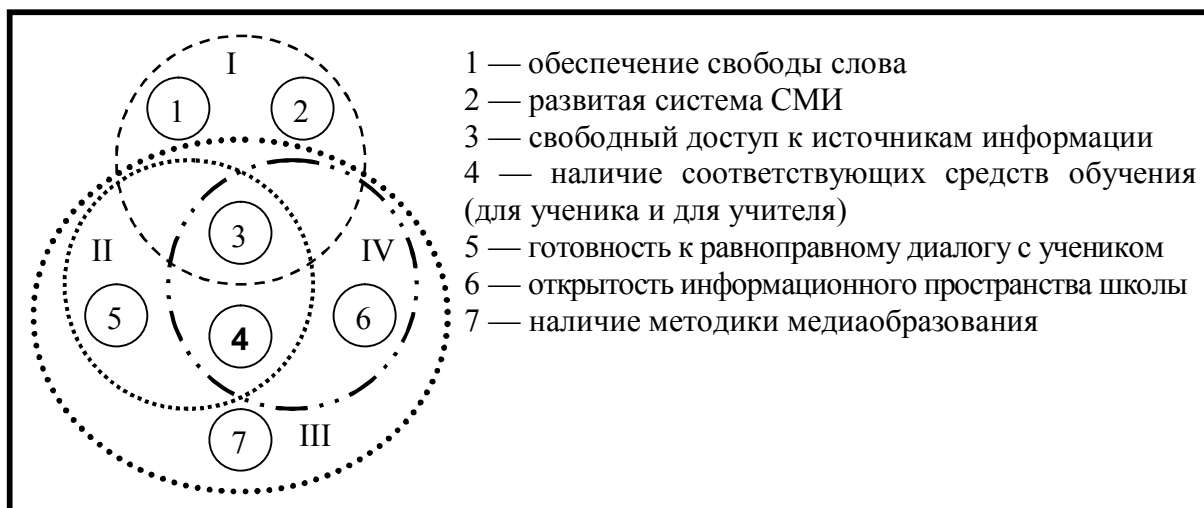 I
1 2
3
II IV
5 4 6
7 III
1 — обеспечение свободы слова
2 — развитая система СМИ
3 — свободный доступ к источникам информации
4 — наличие соответствующих средств обучения
(для ученика и для учителя)
5 — готовность к равноправному диалогу с учеником
6 — открытость информационного пространства школы
7 — наличие методики медиаобразования